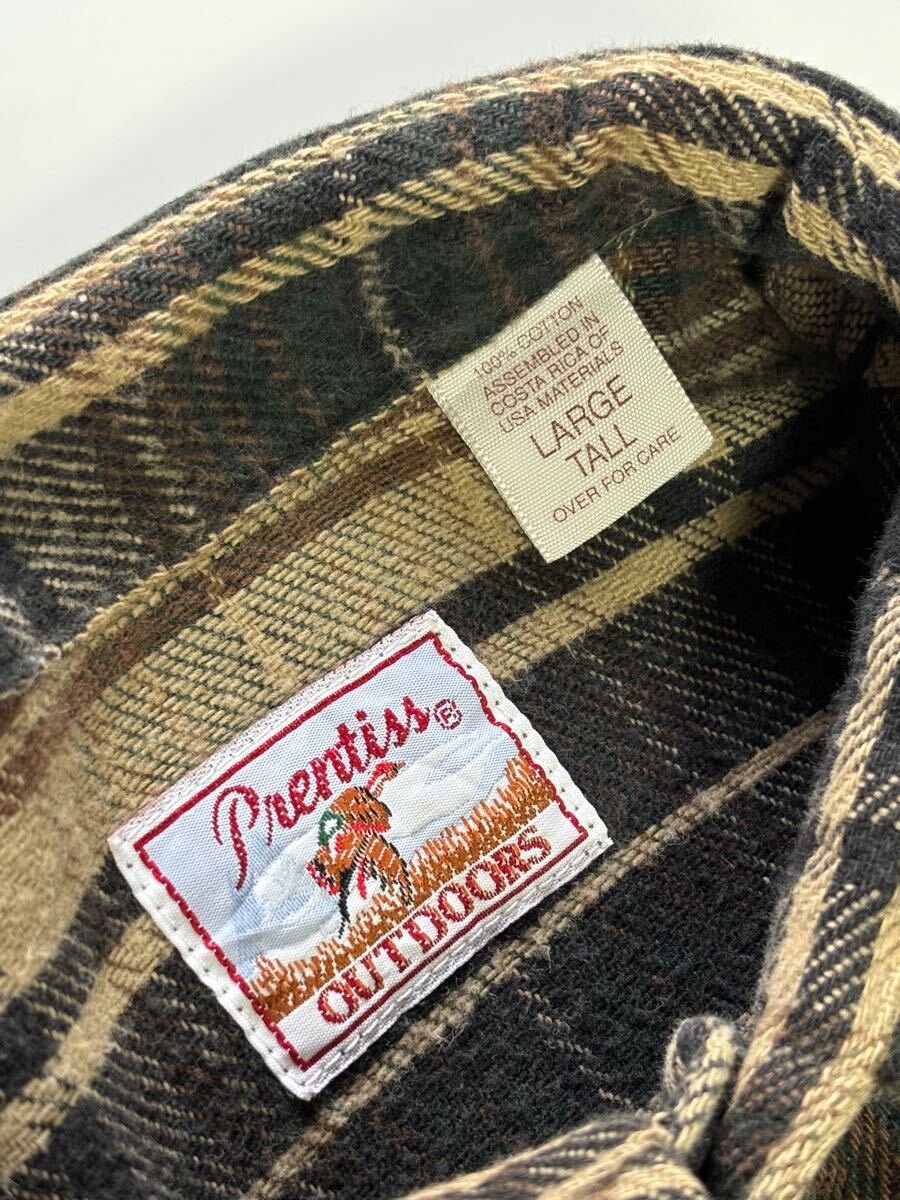 100% COTTON
ASSEMBLED IN
COSTA RICA OF
USA MATERIALS
LARGE
TALL
OVER FOR CARE
Prentiss®
OUTDOORS